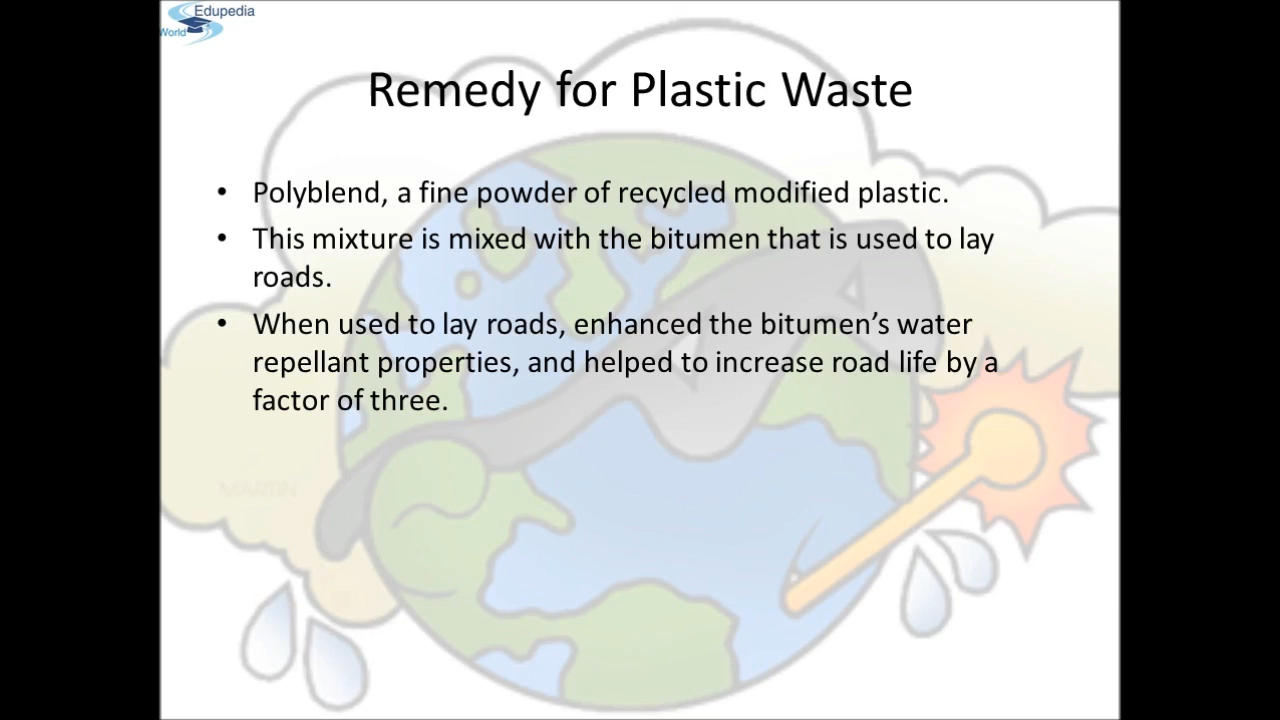 Edupedia
World
Remedy for Plastic Waste
• Polyblend, a fine powder of recycled modified plastic.
• This mixture is mixed with the bitumen that is used to lay
roads.
• When used to lay roads, enhanced the bitumen’s water
repellant properties, and helped to increase road life by a
factor of three.
MARTIN